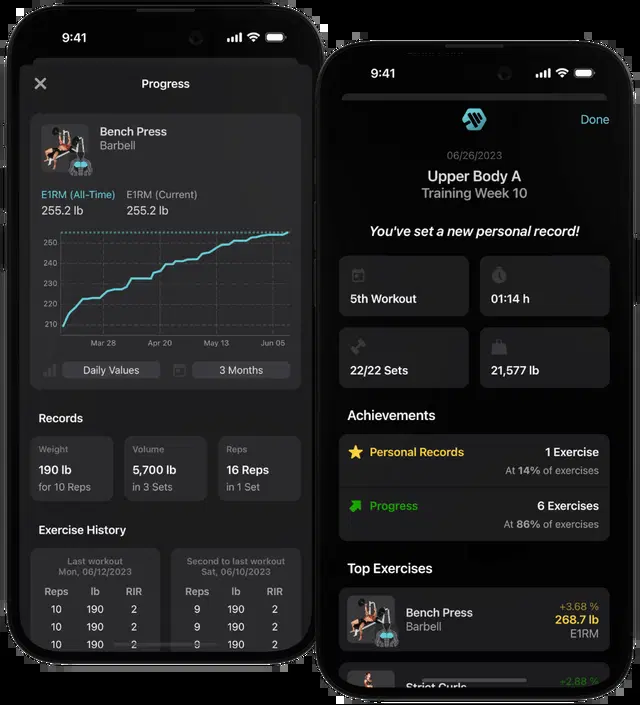 9:41
Progress
Bench Press
Barbell
E1RM (All-Time) E1RM (Current)
255.2 lb 255.2 lb
250
240
230
220
210
Mar 28 Apr 20 May 13 Jun 05
Daily Values 3 Months
Records
Weight Volume Reps
190 lb 5,700 lb 16 Reps
for 10 Reps in 3 Sets in 1 Set
Exercise History
Last workout Second to last workout
Mon, 06/12/2023 Sat, 06/10/2023
Reps lb RIR Reps lb RIR
10 190 2 9 190 2
10 190 2 9 190 2
10 190 2 9 190 2
9:41
Done
06/26/2023
Upper Body A
Training Week 10
You've set a new personal record!
5th Workout 01:14 h
22/22 Sets 21,577 lb
Achievements
Personal Records 1 Exercise
At 14% of exercises
Progress 6 Exercises
At 86% of exercises
Top Exercises
Bench Press +3.68 %
Barbell 268.7 lb
E1RM
Strict Curls +2.88 %